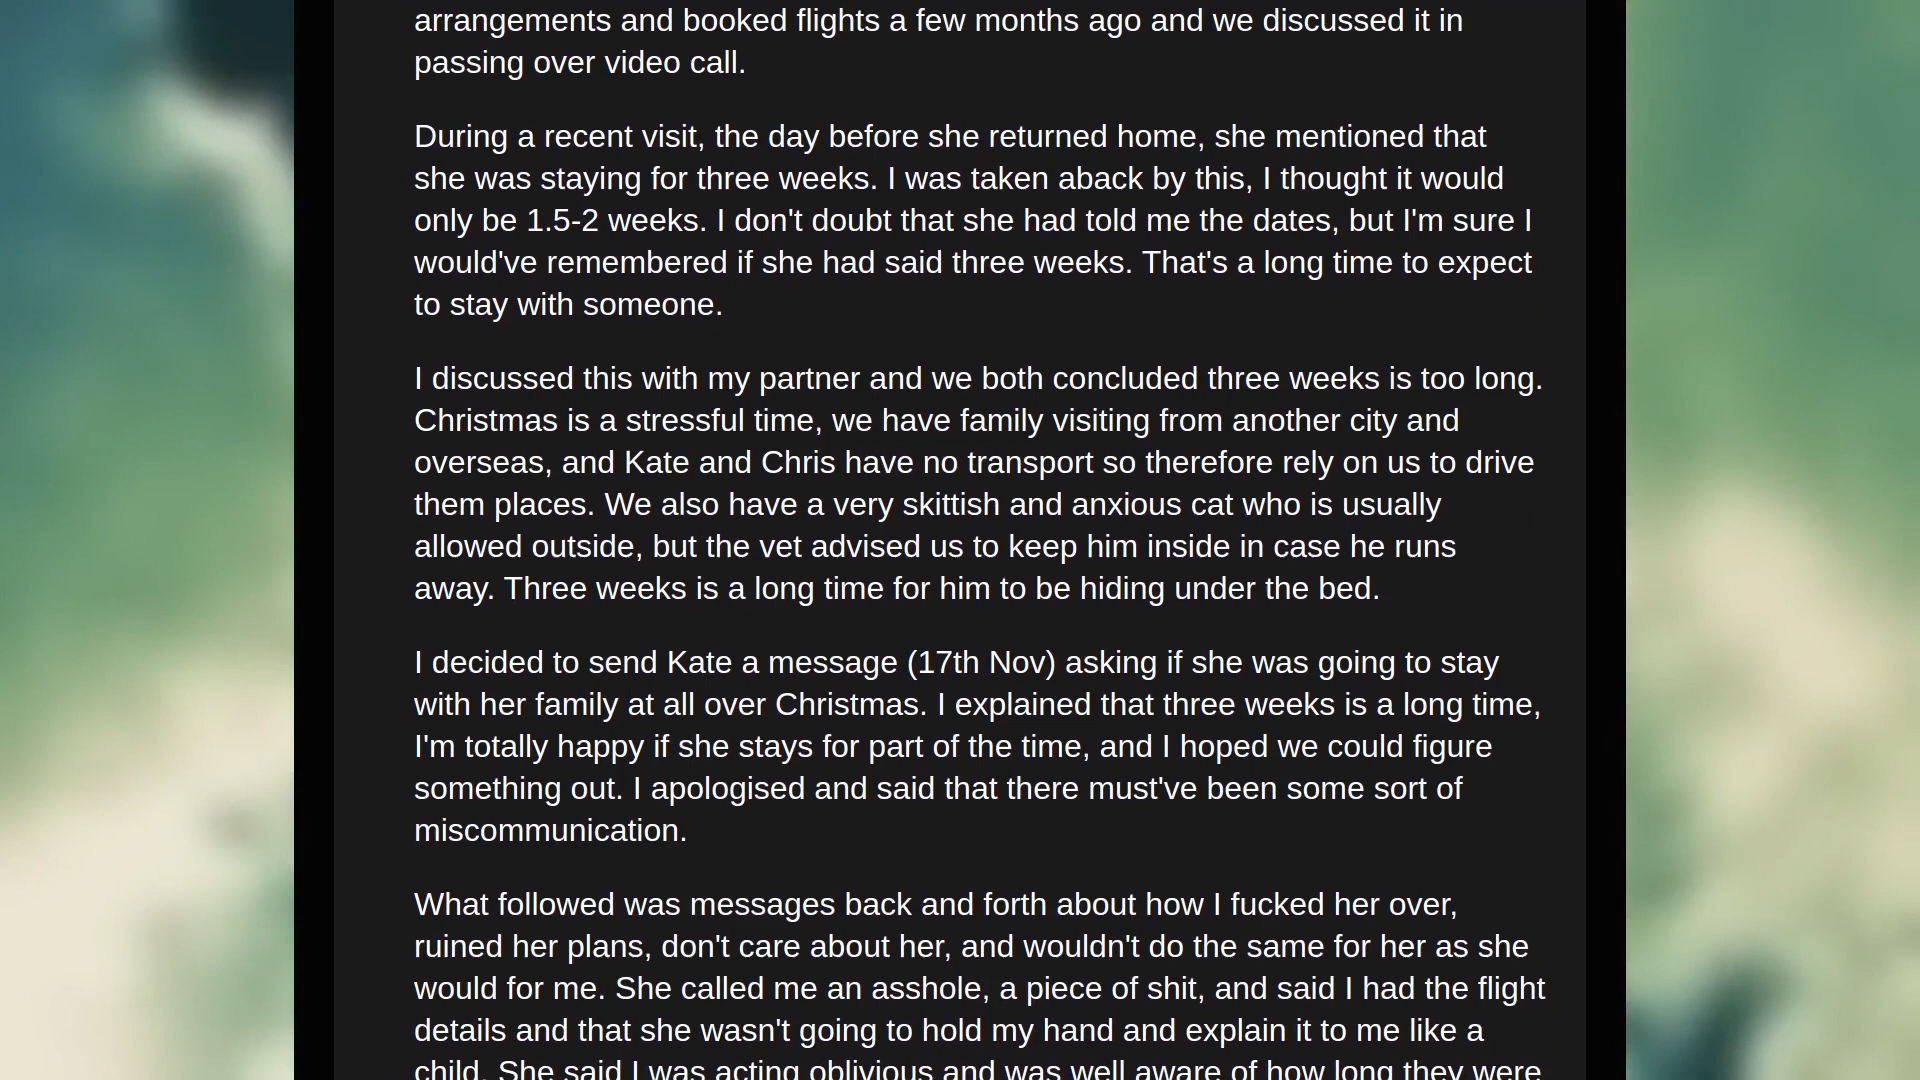 arrangements and booked flights a few months ago and we discussed it in
passing over video call.
During a recent visit, the day before she returned home, she mentioned that
she was staying for three weeks. I was taken aback by this, I thought it would
only be 1.5-2 weeks. I don't doubt that she had told me the dates, but I'm sure I
would've remembered if she had said three weeks. That's a long time to expect
to stay with someone.
I discussed this with my partner and we both concluded three weeks is too long.
Christmas is a stressful time, we have family visiting from another city and
overseas, and Kate and Chris have no transport so therefore rely on us to drive
them places. We also have a very skittish and anxious cat who is usually
allowed outside, but the vet advised us to keep him inside in case he runs
away. Three weeks is a long time for him to be hiding under the bed.
I decided to send Kate a message (17th Nov) asking if she was going to stay
with her family at all over Christmas. I explained that three weeks is a long time,
I'm totally happy if she stays for part of the time, and I hoped we could figure
something out. I apologised and said that there must've been some sort of
miscommunication.
What followed was messages back and forth about how I fucked her over,
ruined her plans, don't care about her, and wouldn't do the same for her as she
would for me. She called me an asshole, a piece of shit, and said I had the flight
details and that she wasn't going to hold my hand and explain it to me like a
child. She said I was acting oblivious and was well aware of how long they were